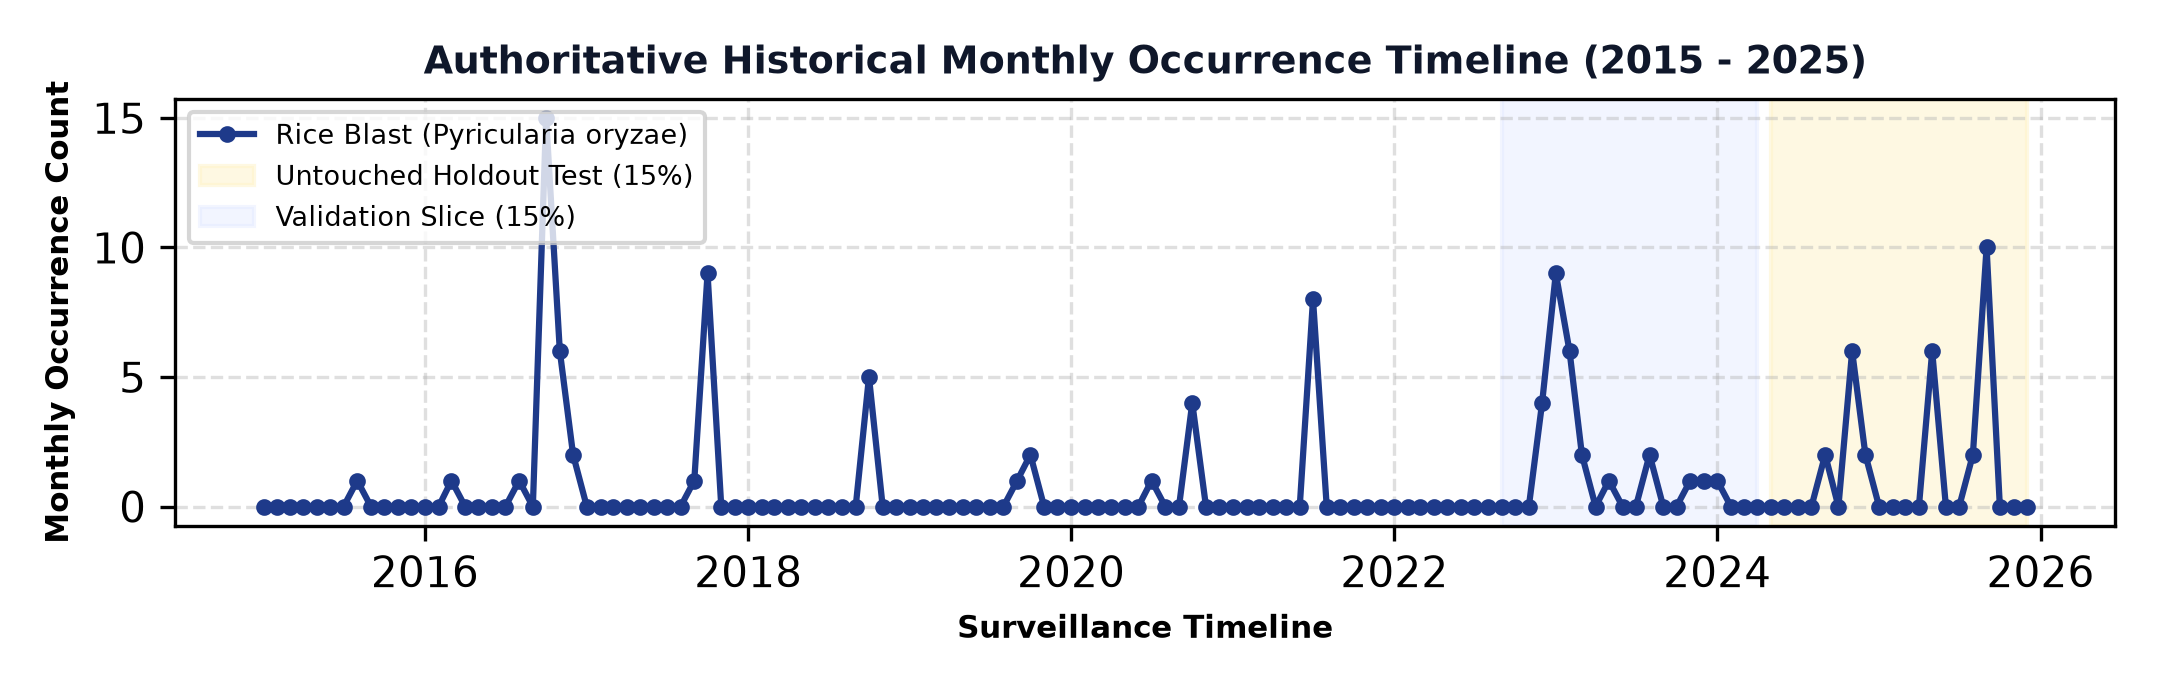 Authoritative Historical Monthly Occurrence Timeline (2015 - 2025)
Monthly Occurrence Count
15
10
5
0
Rice Blast (Pyricularia oryzae)
Untouched Holdout Test (15%)
Validation Slice (15%)
2016
2018
2020
2022
2024
2026
Surveillance Timeline